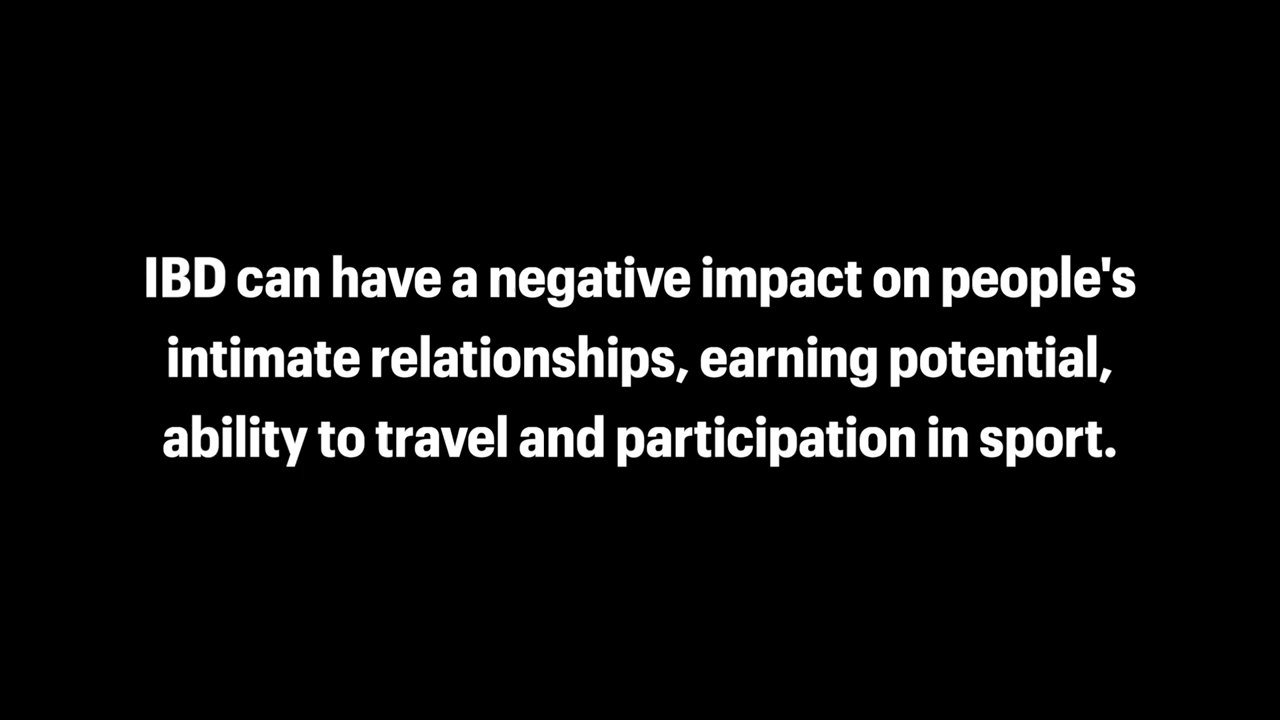 IBD can have a negative impact on people's
intimate relationships, earning potential,
ability to travel and participation in sport.